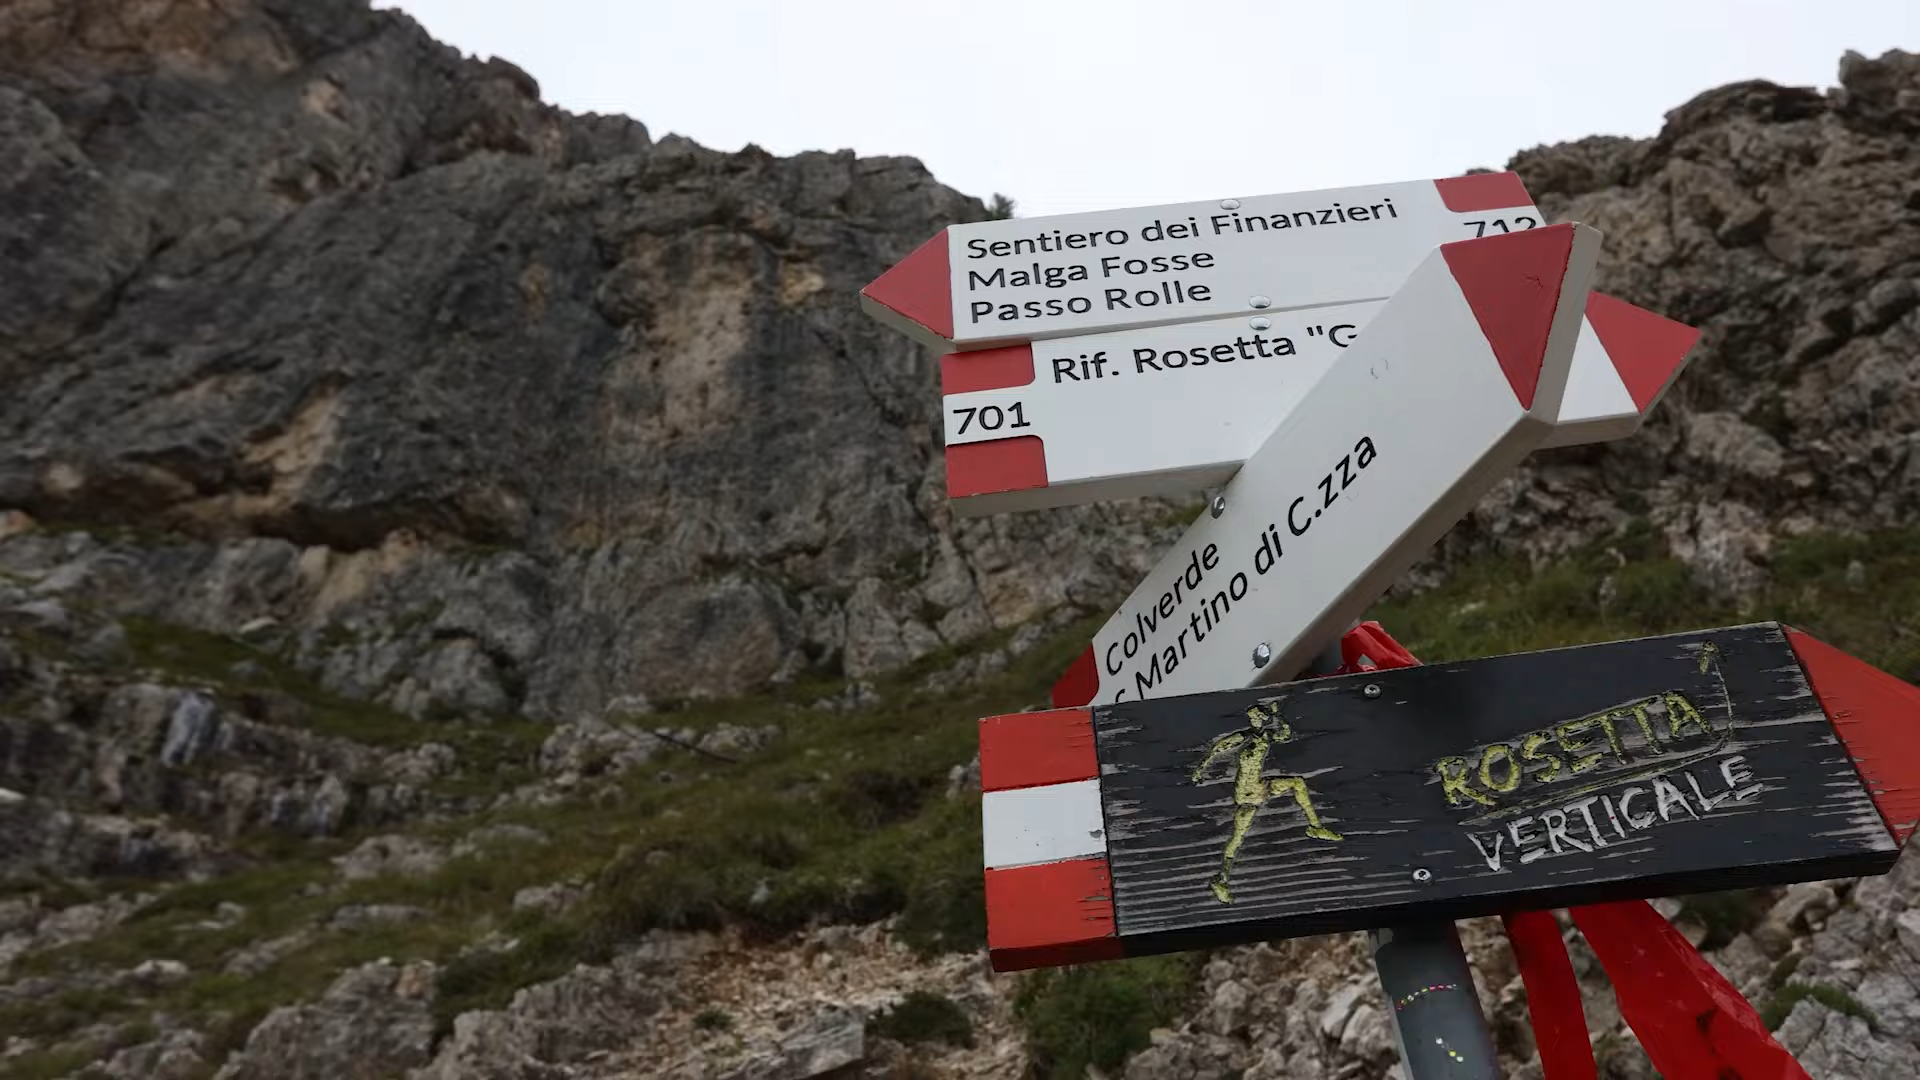 Sentiero dei Finanzieri
Malga Fosse
Passo Rolle
712
Rif. Rosetta "G
701
Colverde
Martino di C.zza
ROSETTA
VERTICALE